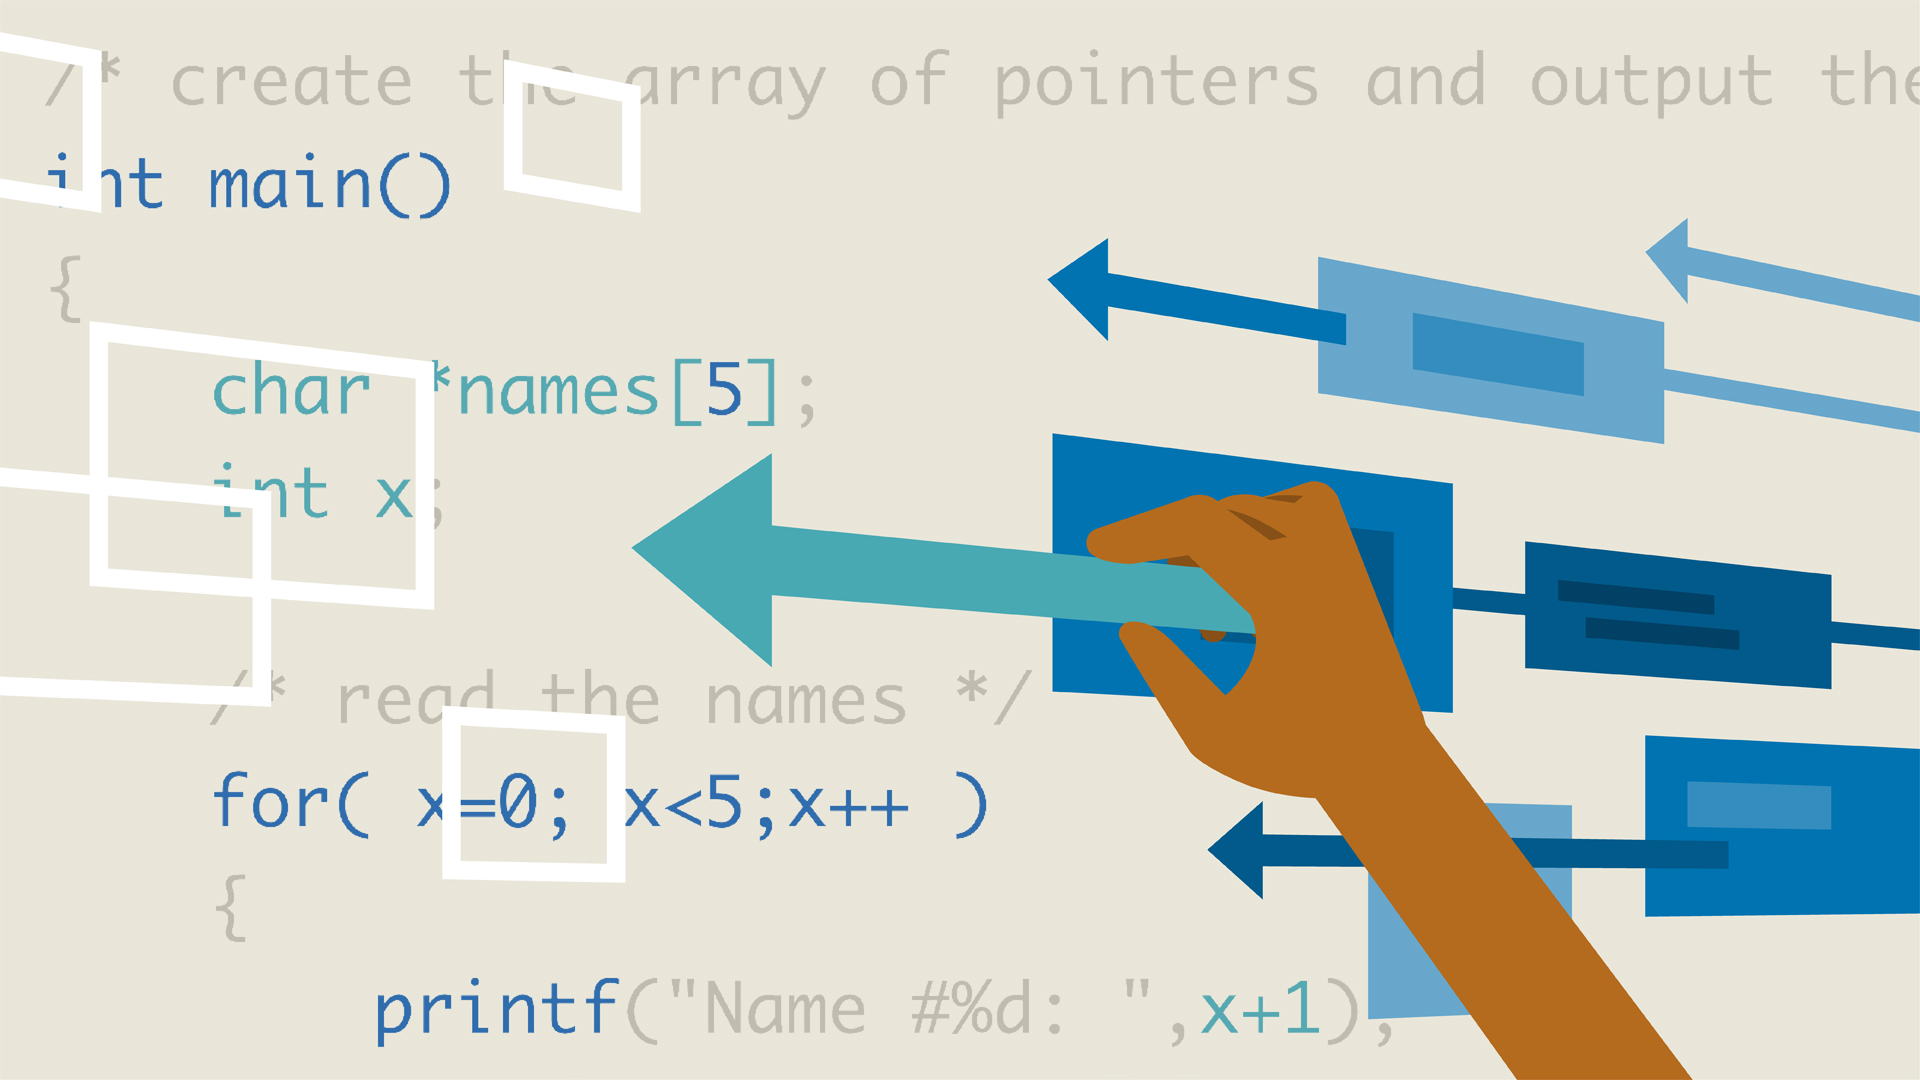 /* create the array of pointers and output the
int main()
{
char *names[5];
int x;
/* read the names */
for( x=0; x<5;x++ )
{
printf("Name #%d: ",x+1);